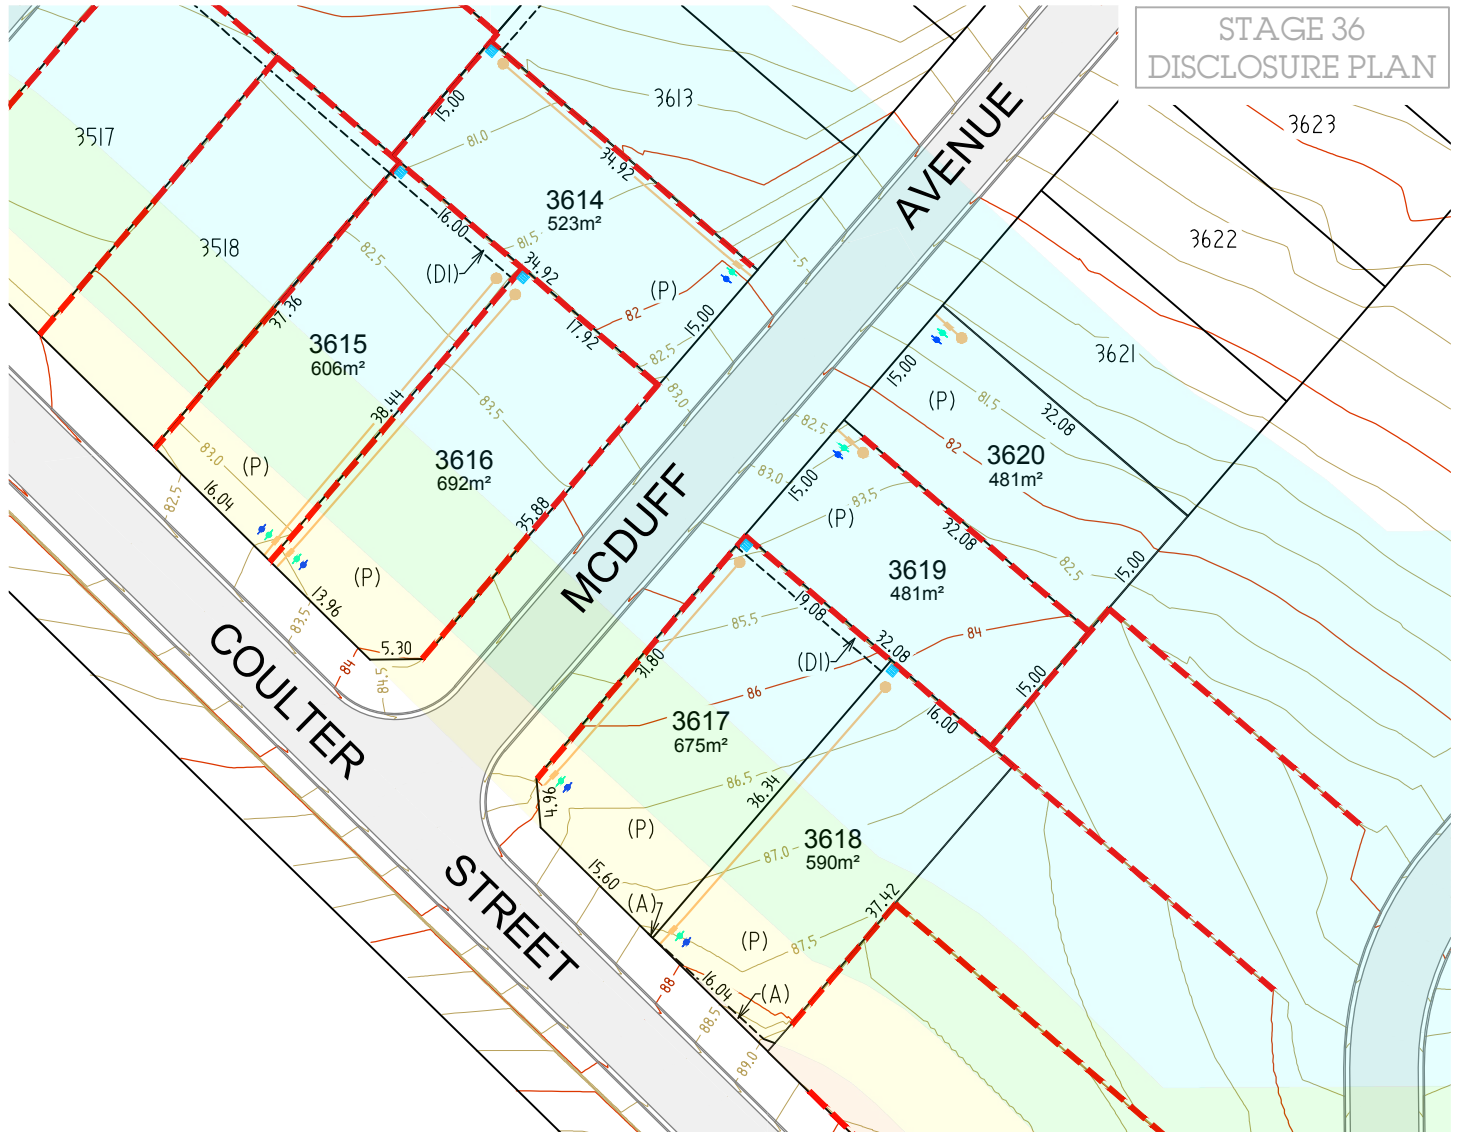 STAGE 36
DISCLOSURE PLAN
3623
3613
3517
15.00
81.0
34.92
AVENUE
3614
523m²
3518
16.00
82.5
81.5
(DI)
34.92
3622
.5
(P)
82
15.00
37.36
17.92
3615
606m²
82.5
83.0
3621
15.00
(P)
81.5
32.08
38.44
83.5
82.5
82
3620
481m²
83.0
(P)
3616
692m²
83.0
15.00
83.5
(P)
16.04
82.5
35.88
MCDUFF
32.08
82.5
15.00
3619
481m²
(P)
13.96
83.5
19.08
85.5
84
(DI)
32.08
5.30
84
84.5
31.80
86
15.00
COULTER
3617
675m²
16.00
86.5
36.34
4.96
(P)
3618
590m²
87.0
STREET
15.60
(A)
37.42
(P)
87.5
88
16.04
(A)
88.5
89.0